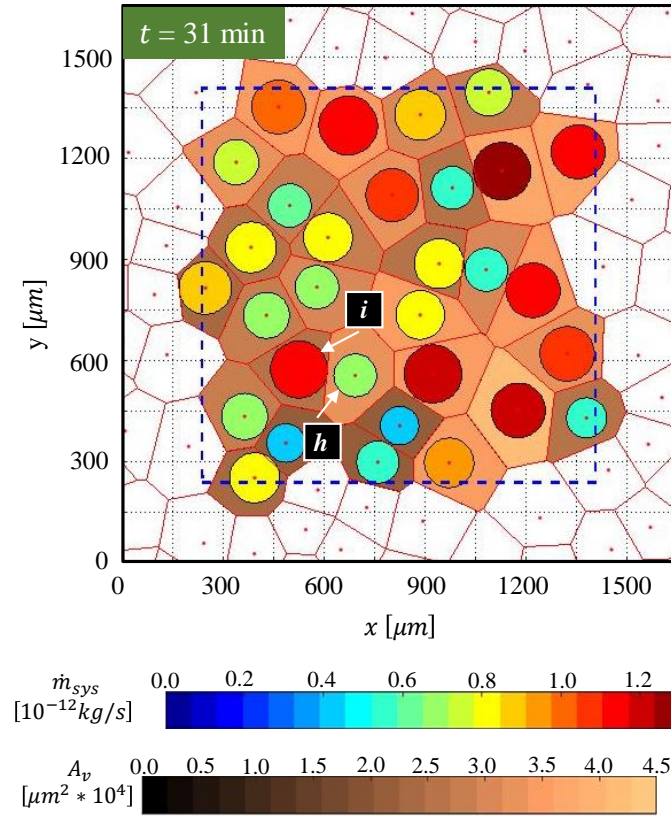 t = 31 min
1500
1200
900
600
300
0
y [μm]
i
h
0 300 600 900 1200 1500
x [μm]
ṁsys
[10⁻¹²kg/s]
0.0 0.2 0.4 0.6 0.8 1.0 1.2
Av
[μm² * 10⁴]
0.0 0.5 1.0 1.5 2.0 2.5 3.0 3.5 4.0 4.5